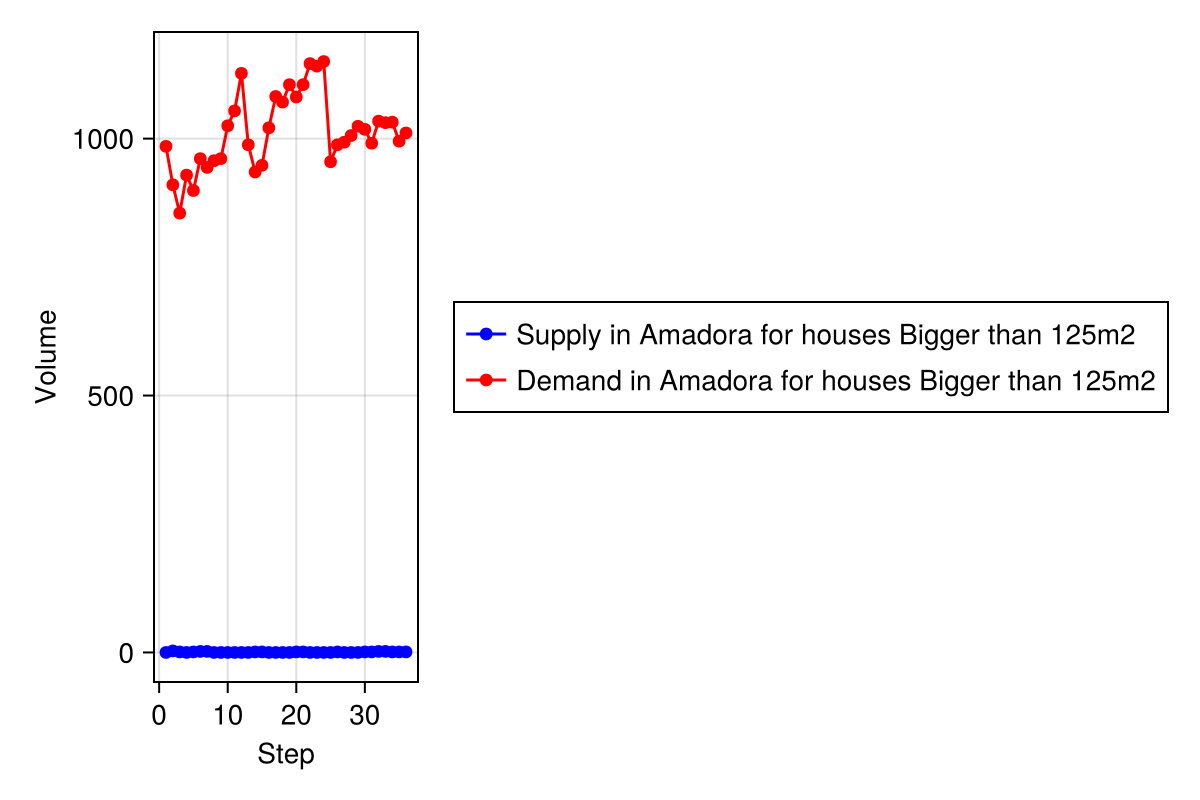 1000
500
0
Volume
0 10 20 30
Step
Supply in Amadora for houses Bigger than 125m2
Demand in Amadora for houses Bigger than 125m2